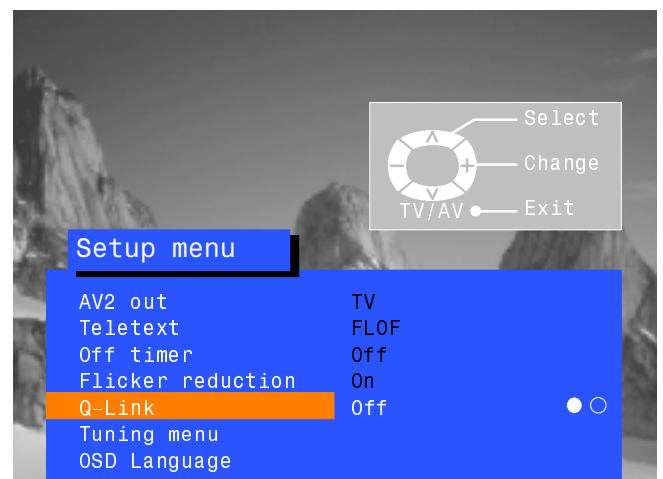 Select
Change
TV/AV Exit
Setup menu
AV2 out TV
Teletext FLOF
Off timer Off
Flicker reduction On
Q-Link Off
Tuning menu
OSD Language